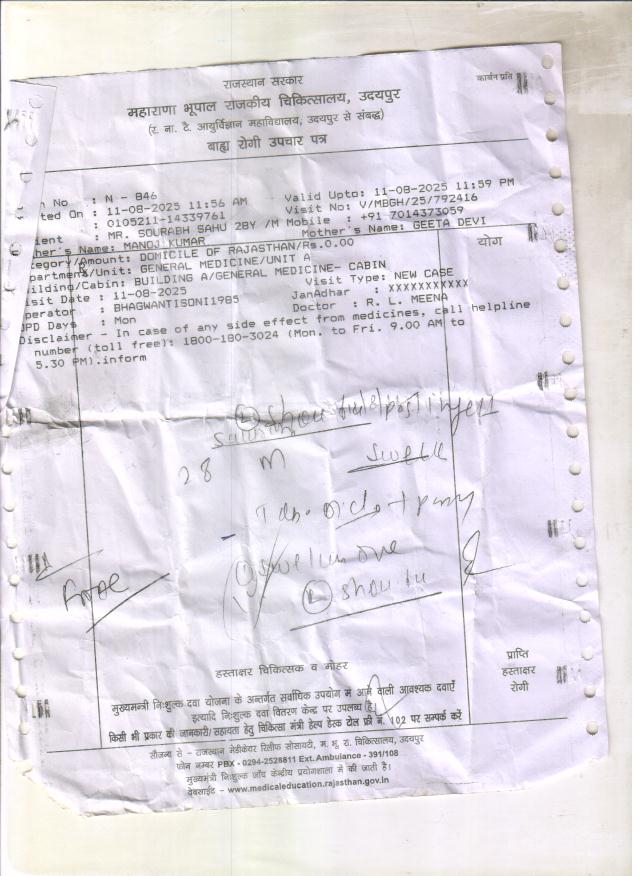 राजस्थान सरकार
कार्बन प्रति
महाराणा भूपाल राजकीय चिकित्सालय, उदयपुर
(र. ना. टै. आयुर्विज्ञान महाविद्यालय, उदयपुर से संबद्ध)
बाह्य रोगी उपचार पत्र
n No : N - 846
ted On : 11-08-2025 11:56 AM Valid Upto: 11-08-2025 11:59 PM
: 0105211-14339761 Visit No: V/MBGH/25/792416
ient : MR. SOURABH SAHU 28Y /M Mobile : +91 7014373059
ther's Name: MANOJ KUMAR Mother's Name: GEETA DEVI
tegory/Amount: DOMICILE OF RAJASTHAN/Rs.0.00
योग
partment/Unit: GENERAL MEDICINE/UNIT A
ilding/Cabin: BUILDING A/GENERAL MEDICINE- CABIN
isit Date : 11-08-2025 Visit Type: NEW CASE
perator : BHAGWANTISONI1985 JanAdhar : XXXXXXXXXXX
OPD Days : Mon Doctor : R. L. MEENA
Disclaimer - In case of any side effect from medicines, call helpline
number (toll free): 1800-180-3024 (Mon. to Fri. 9.00 AM to
5.30 PM).inform
28 M
Free
हस्ताक्षर चिकित्सक व मोहर
प्राप्ति
हस्ताक्षर
रोगी
मुख्यमन्त्री निःशुल्क दवा योजना के अन्तर्गत सर्वाधिक उपयोग में आने वाली आवश्यक दवाएँ
इत्यादि निःशुल्क दवा वितरण केन्द्र पर उपलब्ध है।
किसी भी प्रकार की जानकारी/सहायता हेतु चिकित्सा मंत्री हेल्प डेस्क टोल फ्री नं. 102 पर सम्पर्क करें
सौजन्य से - राजस्थान मेडीकेयर रिलीफ सोसायटी, म. भू. रा. चिकित्सालय, उदयपुर
फोन नम्बर PBX - 0294-2528811 Ext. Ambulance - 391/108
मुख्यमंत्री निःशुल्क जाँच केन्द्रीय प्रयोगशाला में की जाती है।
वेबसाईट - www.medicaleducation.rajasthan.gov.in